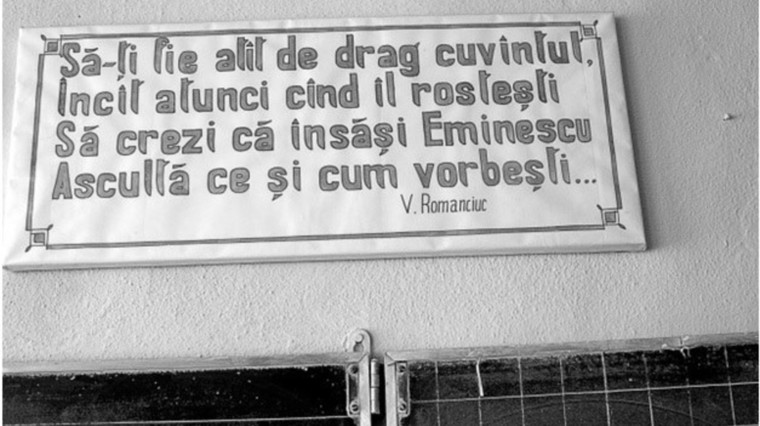 Să-ți fie atît de drag cuvîntul,
Încît atunci cînd îl rostești
Să crezi că însăși Eminescu
Ascultă ce și cum vorbești...
V. Romanciuc